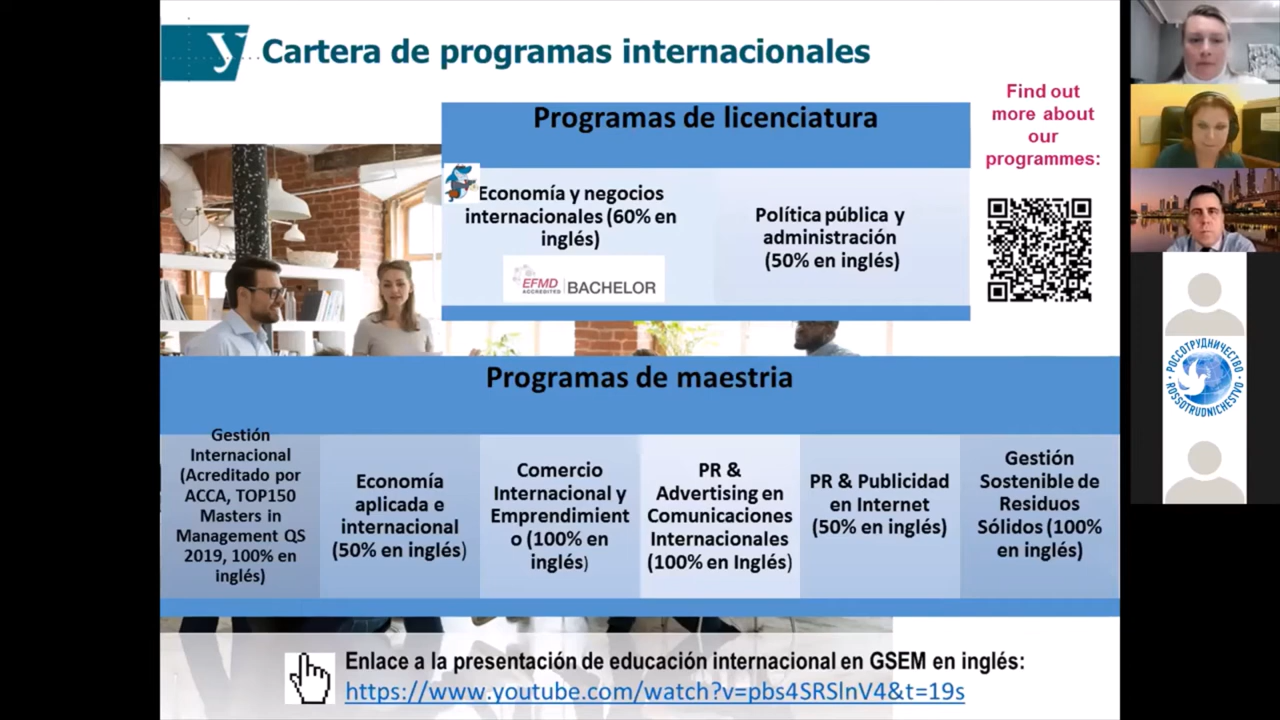 У
Cartera de programas internacionales
Find out
more about
our
programmes:
Programas de licenciatura
Economía y negocios
internacionales (60% en
inglés)
EFMD
ACCREDITED
BACHELOR
Política pública y
administración
(50% en inglés)
Programas de maestria
Gestión
Internacional
(Acreditado por
ACCA, TOP150
Masters in
Management QS
2019, 100% en
inglés)
Economía
aplicada e
internacional
(50% en inglés)
Comercio
Internacional y
Emprendimient
o (100% en
inglés)
PR &
Advertising en
Comunicaciones
Internacionales
(100% en Inglés)
PR & Publicidad
en Internet
(50% en inglés)
Gestión
Sostenible de
Residuos
Sólidos (100%
en inglés)
Enlace a la presentación de educación internacional en GSEM en inglés:
https://www.youtube.com/watch?v=pbs4SRSlnV4&t=19s
РОССОТРУДНИЧЕСТВО
ROSSOTRUDNICHESTVO